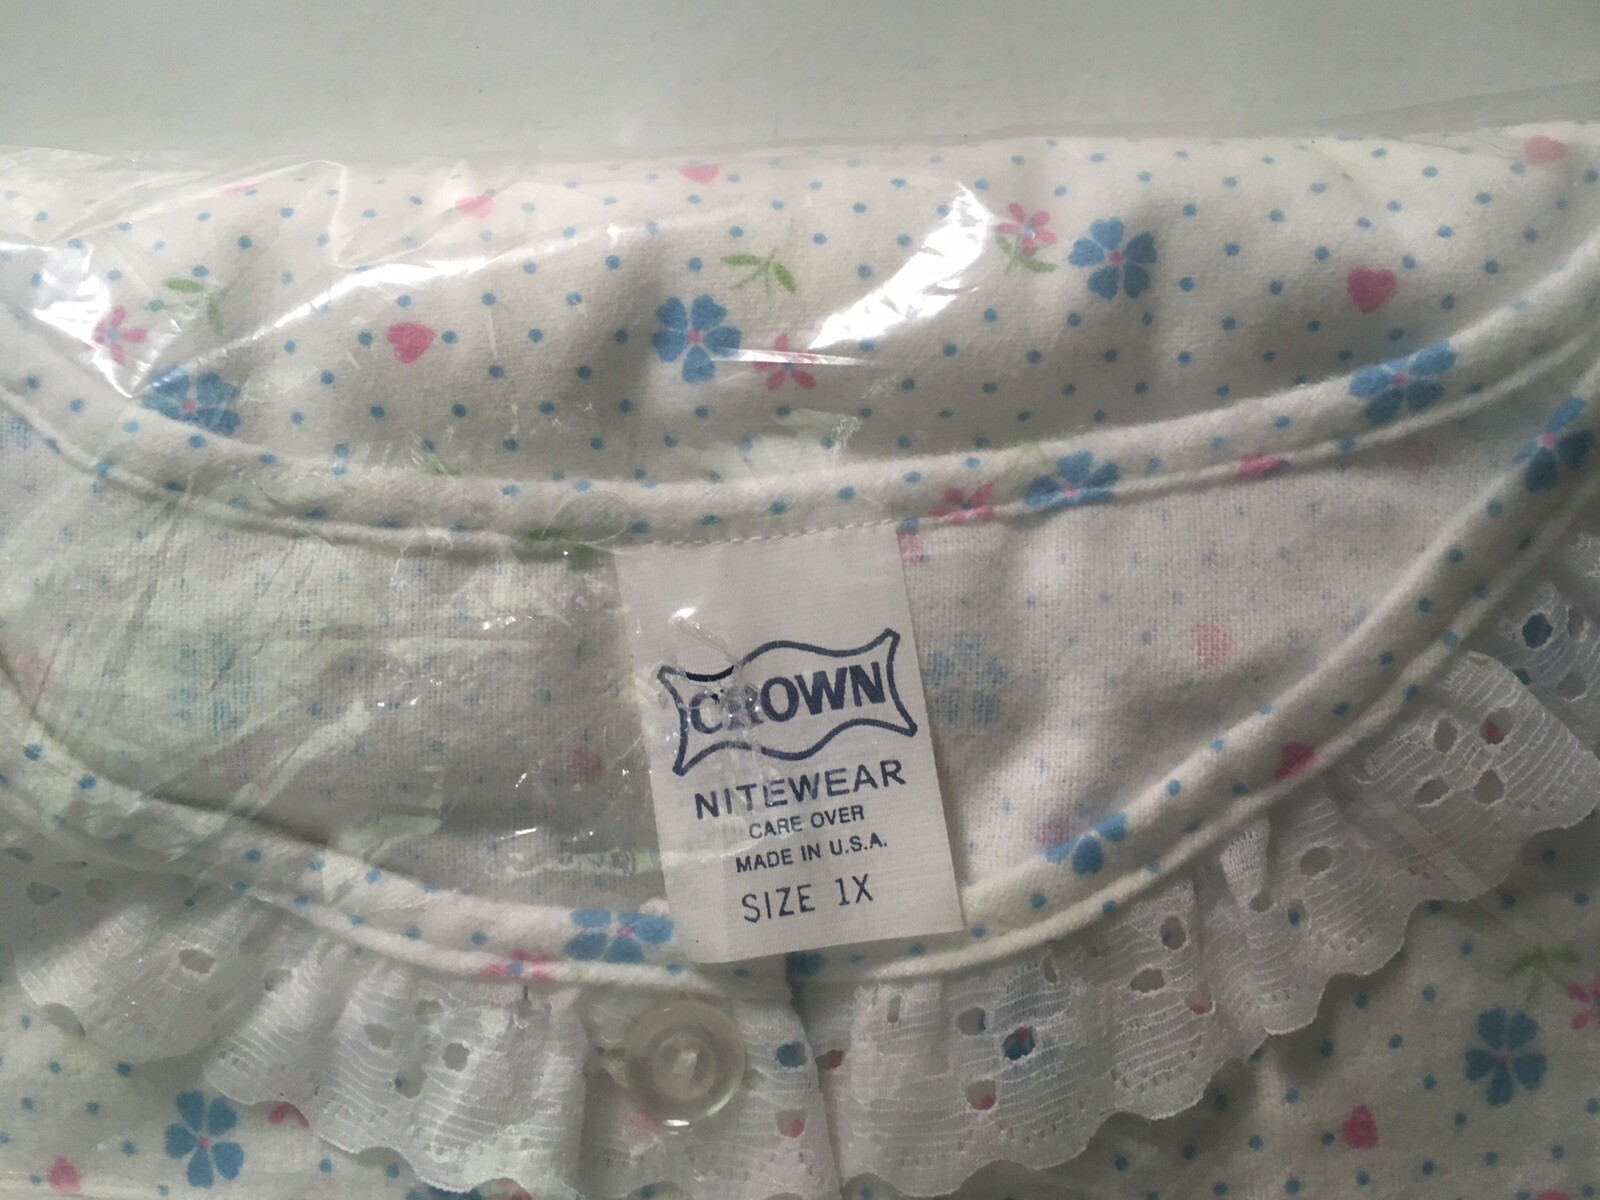 CROWN
NITEWEAR
CARE OVER
MADE IN U.S.A.
SIZE 1X